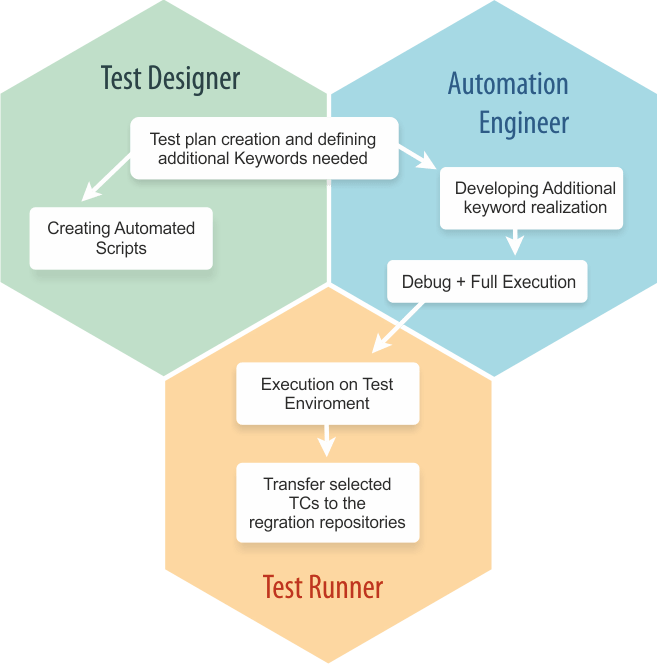 Test Designer
Automation
Engineer
Test plan creation and defining
additional Keywords needed
Developing Additional
keyword realization
Creating Automated
Scripts
Debug + Full Execution
Execution on Test
Enviroment
Transfer selected
TCs to the
regration repositories
Test Runner